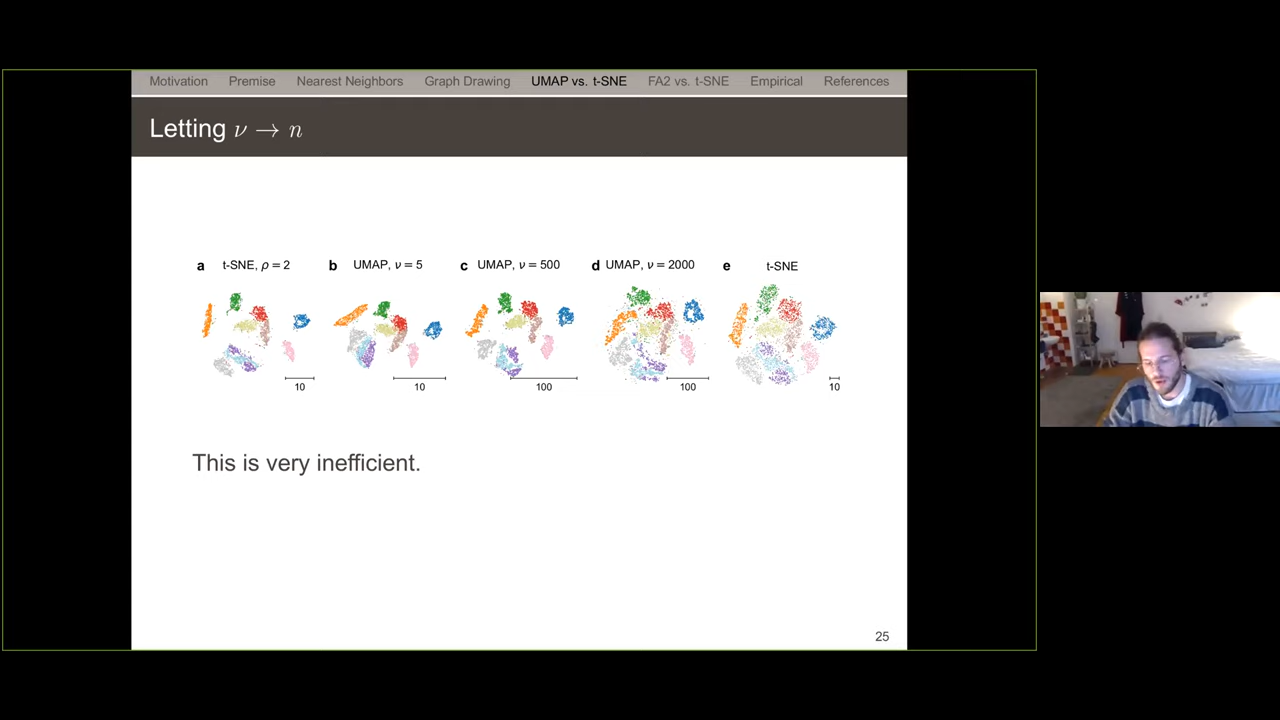 Motivation Premise Nearest Neighbors Graph Drawing UMAP vs. t-SNE FA2 vs. t-SNE Empirical References
Letting ν → n
a t-SNE, ρ = 2 b UMAP, ν = 5 c UMAP, ν = 500 d UMAP, ν = 2000 e t-SNE
10 10 100 100 10
This is very inefficient.
25